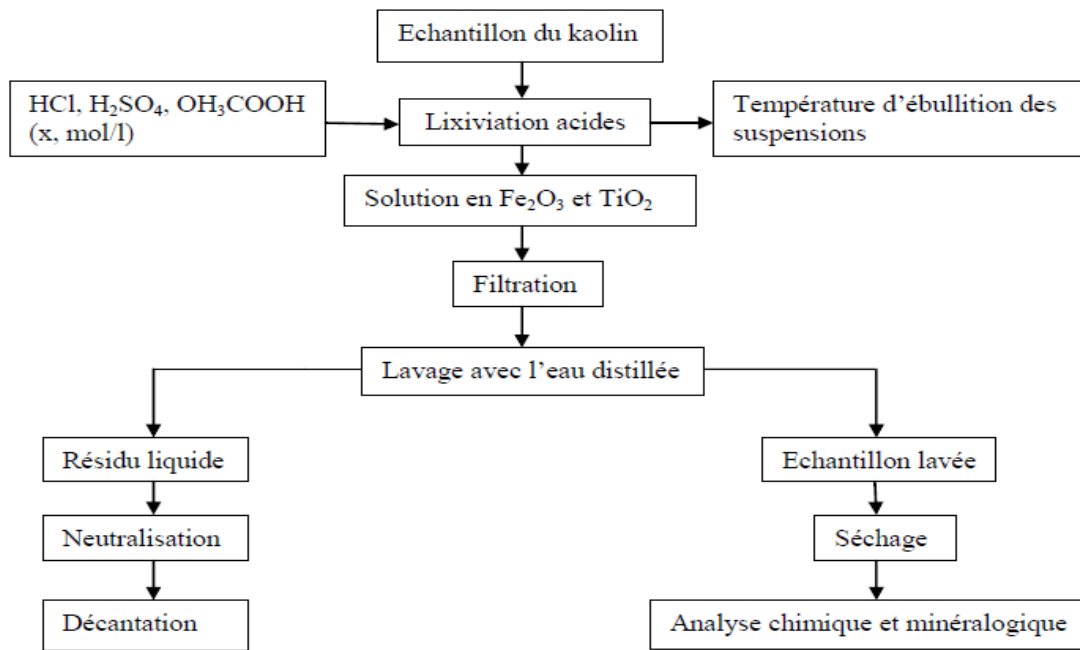 Echantillon du kaolin
HCl, H₂SO₄, OH₃COOH
(x, mol/l)
Lixiviation acides
Température d’ébullition des
suspensions
Solution en Fe₂O₃ et TiO₂
Filtration
Lavage avec l’eau distillée
Résidu liquide
Echantillon lavée
Neutralisation
Séchage
Décantation
Analyse chimique et minéralogique